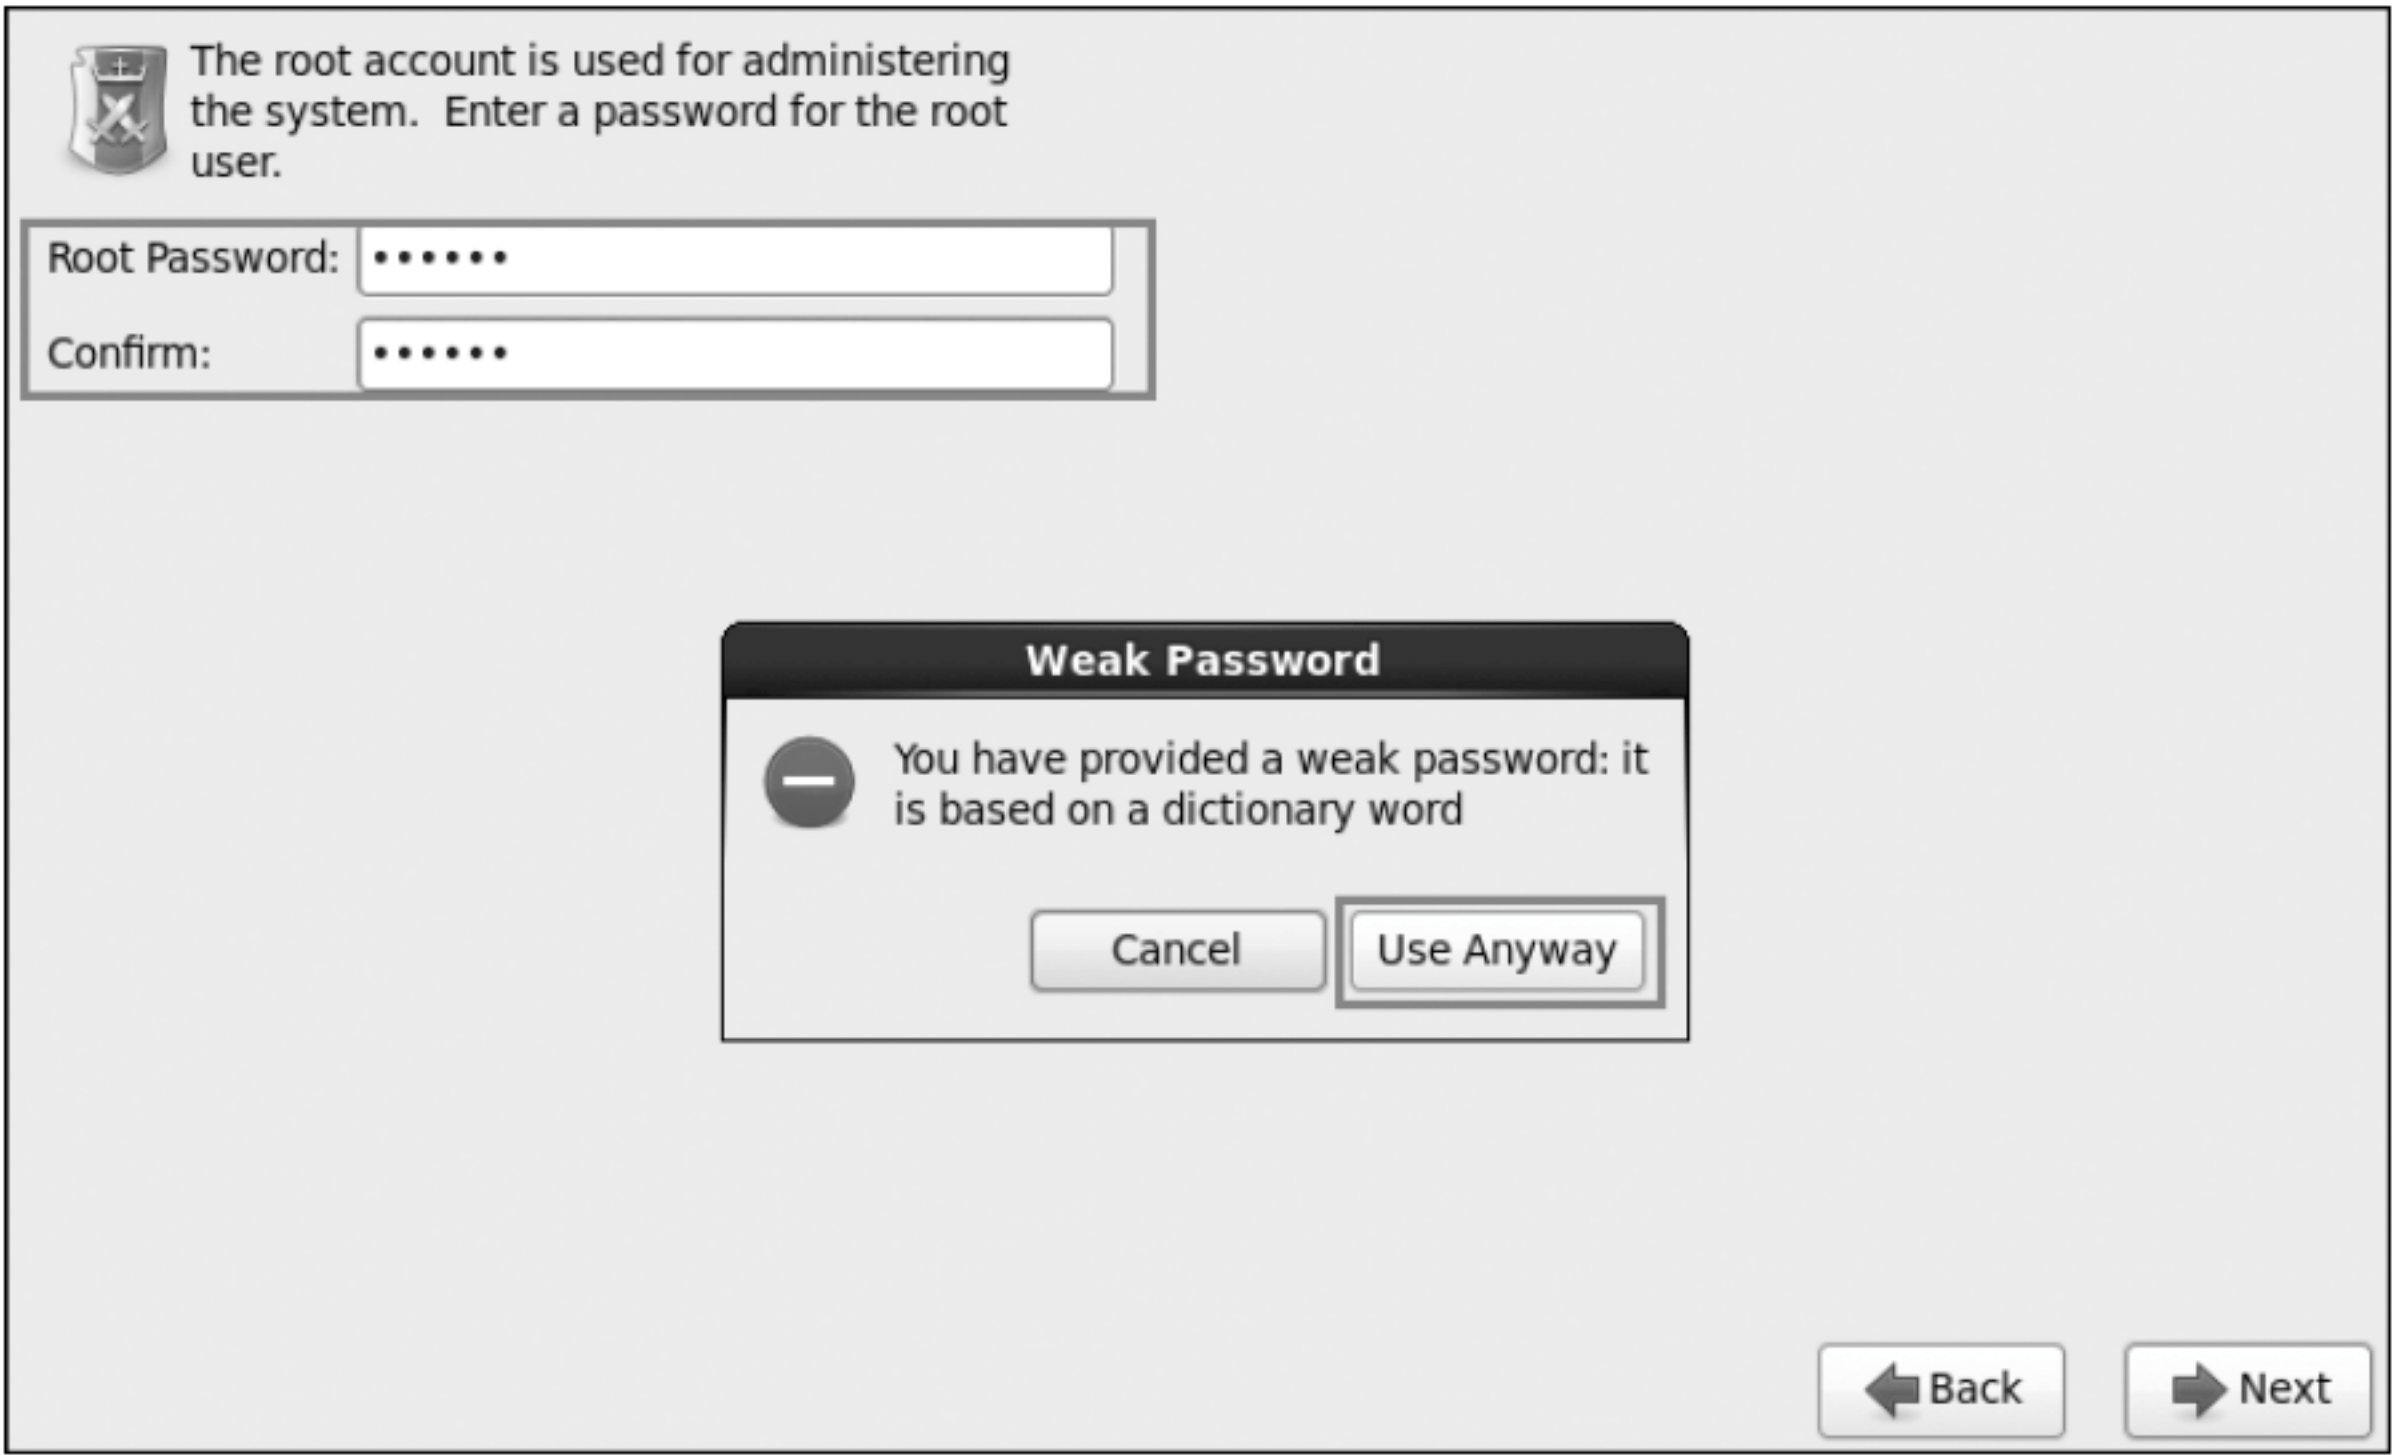 The root account is used for administering
the system.  Enter a password for the root
user.
Root Password: ••••••
Confirm: ••••••
Weak Password
You have provided a weak password: it
is based on a dictionary word
Cancel Use Anyway
Back Next